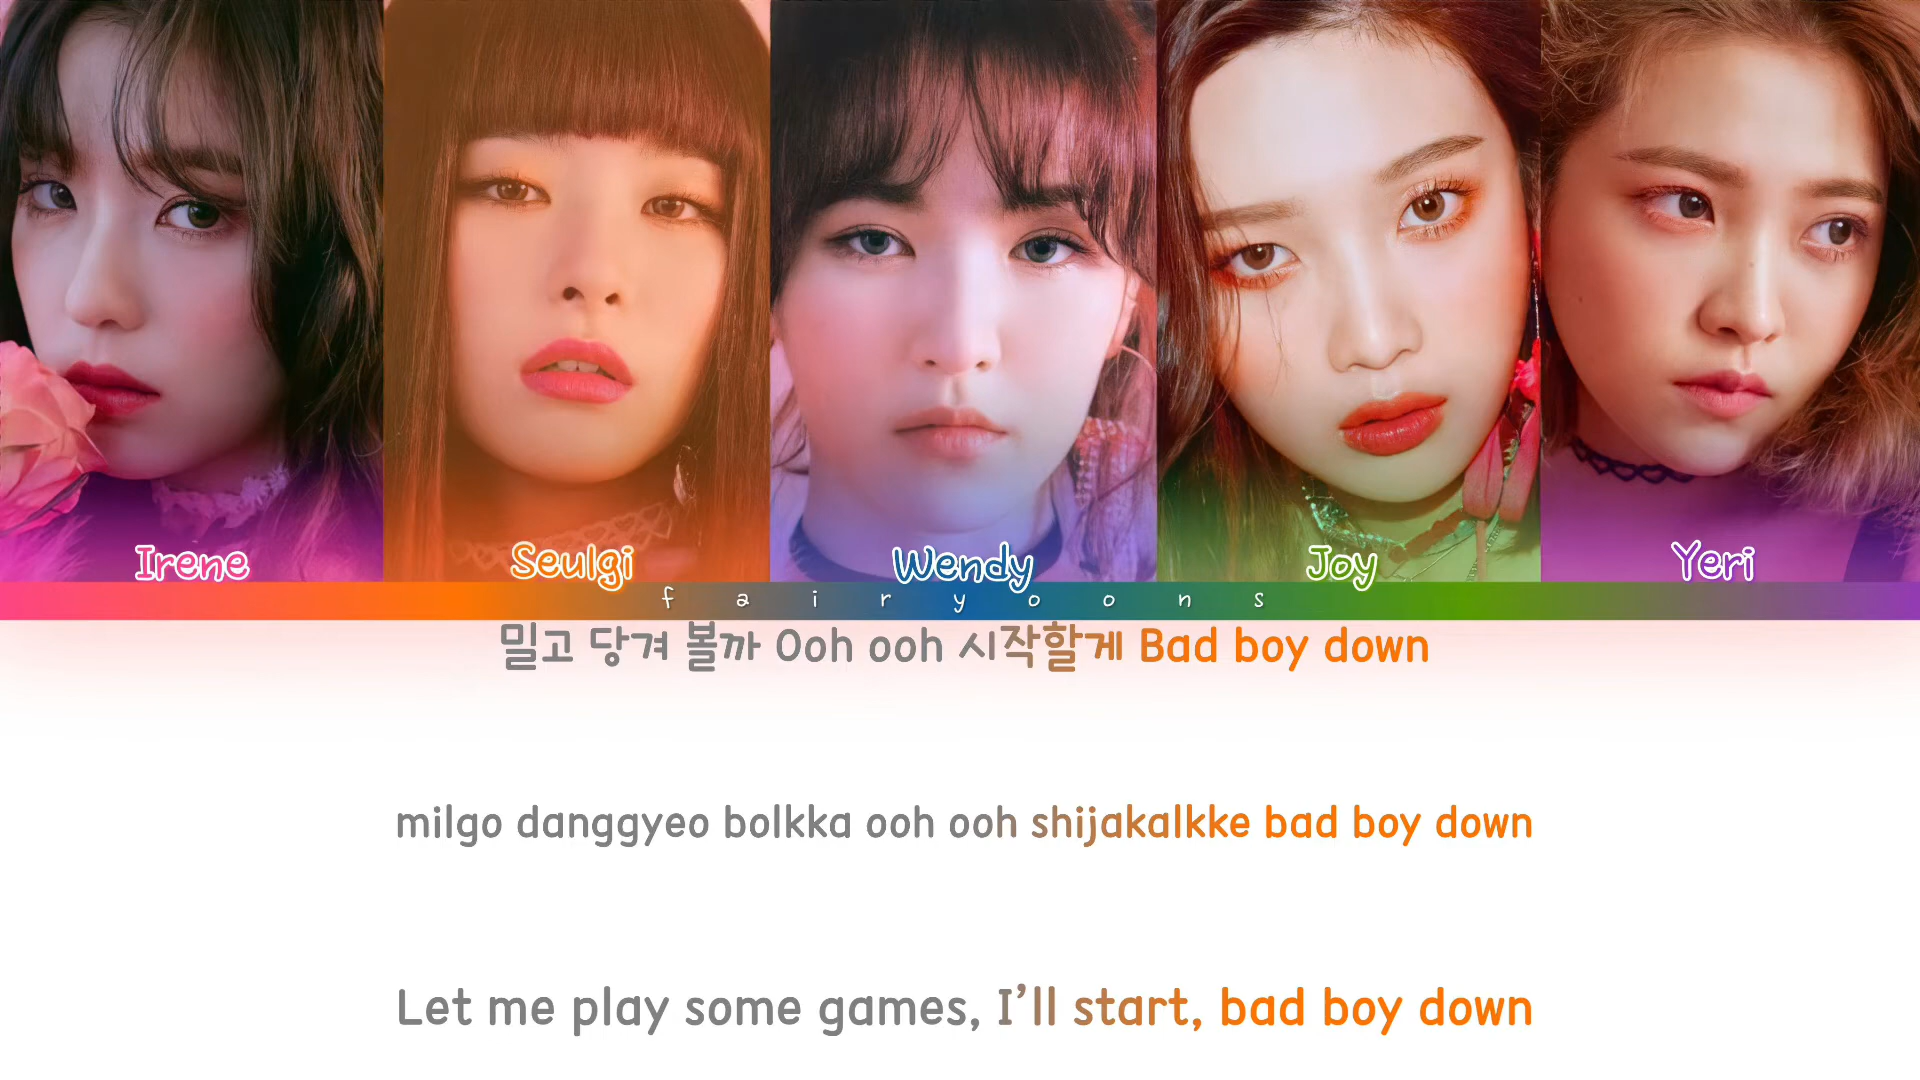 Irene Seulgi Wendy Joy Yeri
fairyoons
밀고 당겨 볼까 Ooh ooh 시작할게 Bad boy down
milgo danggyeo bolkka ooh ooh shijakalkke bad boy down
Let me play some games, I'll start, bad boy down